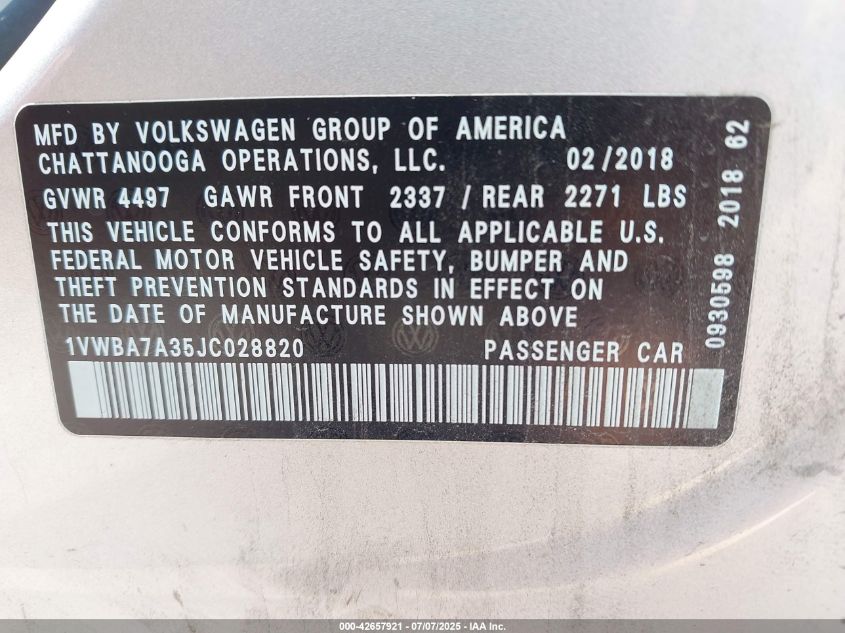 MFD BY VOLKSWAGEN GROUP OF AMERICA
CHATTANOOGA OPERATIONS, LLC. 02/2018
GVWR 4497 GAWR FRONT 2337 / REAR 2271 LBS
THIS VEHICLE CONFORMS TO ALL APPLICABLE U.S.
FEDERAL MOTOR VEHICLE SAFETY, BUMPER AND
THEFT PREVENTION STANDARDS IN EFFECT ON
THE DATE OF MANUFACTURE SHOWN ABOVE
1VWBA7A35JC028820 PASSENGER CAR
0930598 2018 62
000-42657921 - 07/07/2025 - IAA Inc.